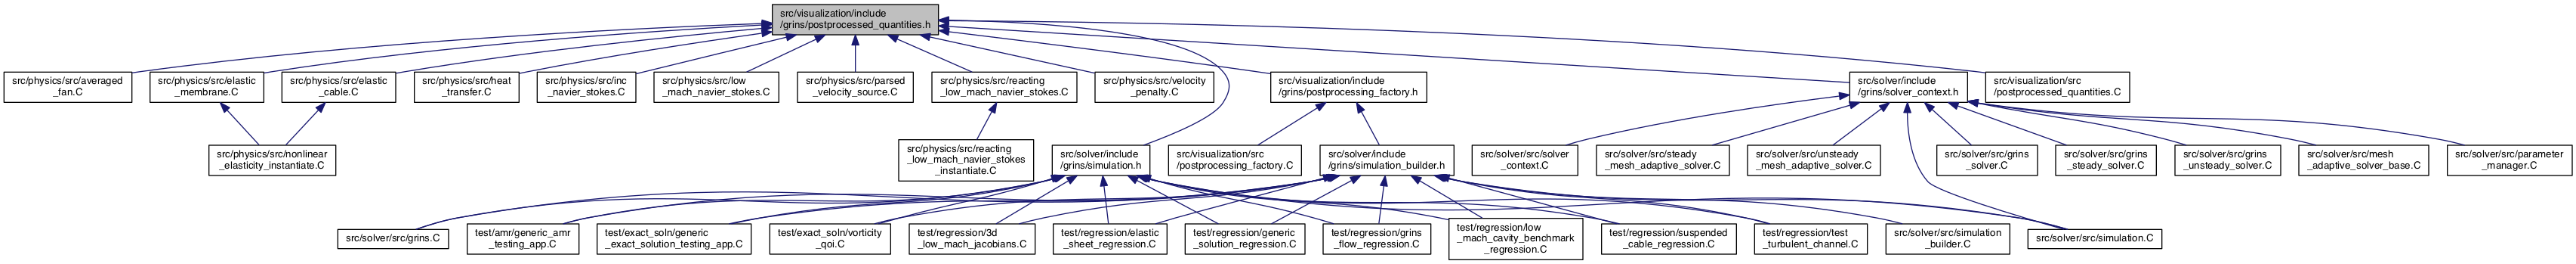 src/visualization/include
/grins/postprocessed_quantities.h
src/physics/src/averaged
_fan.C
src/physics/src/elastic
_membrane.C
src/physics/src/elastic
_cable.C
src/physics/src/heat
_transfer.C
src/physics/src/inc
_navier_stokes.C
src/physics/src/low
_mach_navier_stokes.C
src/physics/src/parsed
_velocity_source.C
src/physics/src/reacting
_low_mach_navier_stokes.C
src/physics/src/velocity
_penalty.C
src/visualization/include
/grins/postprocessing_factory.h
src/solver/include
/grins/solver_context.h
src/visualization/src
/postprocessed_quantities.C
src/physics/src/nonlinear
_elasticity_instantiate.C
src/physics/src/reacting
_low_mach_navier_stokes
_instantiate.C
src/solver/include
/grins/simulation.h
src/visualization/src
/postprocessing_factory.C
src/solver/include
/grins/simulation_builder.h
src/solver/src/solver
_context.C
src/solver/src/steady
_mesh_adaptive_solver.C
src/solver/src/unsteady
_mesh_adaptive_solver.C
src/solver/src/grins
_solver.C
src/solver/src/grins
_steady_solver.C
src/solver/src/grins
_unsteady_solver.C
src/solver/src/mesh
_adaptive_solver_base.C
src/solver/src/parameter
_manager.C
src/solver/src/grins.C
test/amr/generic_amr
_testing_app.C
test/exact_soln/generic
_exact_solution_testing_app.C
test/exact_soln/vorticity
_qoi.C
test/regression/3d
_low_mach_jacobians.C
test/regression/elastic
_sheet_regression.C
test/regression/generic
_solution_regression.C
test/regression/grins
_flow_regression.C
test/regression/low
_mach_cavity_benchmark
_regression.C
test/regression/suspended
_cable_regression.C
test/regression/test
_turbulent_channel.C
src/solver/src/simulation
_builder.C
src/solver/src/simulation.C